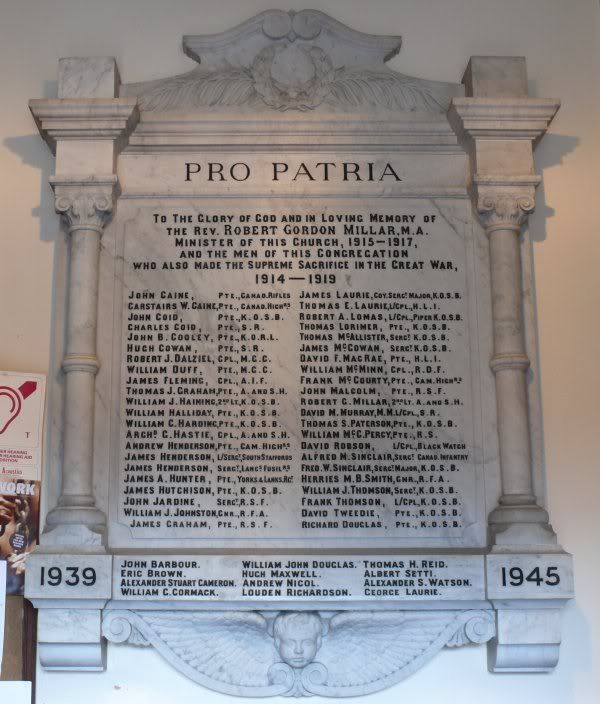 PRO PATRIA
TO THE GLORY OF GOD AND IN LOVING MEMORY OF
THE REV. ROBERT GORDON MILLAR, M.A.
MINISTER OF THIS CHURCH, 1915–1917,
AND THE MEN OF THIS CONGREGATION
WHO ALSO MADE THE SUPREME SACRIFICE IN THE GREAT WAR,
1914–1919
JOHN CAINE, PTE., CANAD. RIFLES
CARSTAIRS W. CAINE, PTE., CANAD. HIGHRS
JOHN COID, PTE., K.O.S.B.
CHARLES COID, PTE., S.R.
JOHN B. COOLEY, PTE., K.O.R.L.
HUGH COWAN, PTE., S.R.
ROBERT J. DALZIEL, CPL., M.G.C.
WILLIAM DUFF, PTE., M.G.C.
JAMES FLEMING, CPL., A.I.F.
THOMAS J. GRAHAM, PTE., A. AND S.H.
WILLIAM J. HAINING, 2ND LT., K.O.S.B.
WILLIAM HALLIDAY, PTE., K.O.S.B.
WILLIAM C. HARDING, PTE., K.O.S.B.
ARCHD. C. HASTIE, CPL., A. AND S.H.
ANDREW HENDERSON, PTE., CAM. HIGHRS
JAMES HENDERSON, L/SERGT, SOUTH STAFFORDS
JAMES HENDERSON, SERGT, LANCS FUSILRS
JAMES A. HUNTER, PTE., YORKS & LANKS. RGT.
JAMES HUTCHISON, PTE., K.O.S.B.
JOHN JARDINE, SERGT, R.S.F.
WILLIAM J. JOHNSTON, GNR., R.F.A.
JAMES GRAHAM, PTE., R.S.F.
JAMES LAURIE, COY. SERGT MAJOR, K.O.S.B.
THOMAS E. LAURIE, L/CPL., H.L.I.
ROBERT A. LOMAS, L/CPL., PIPER K.O.S.B.
THOMAS LORIMER, PTE., K.O.S.B.
THOMAS MCALLISTER, SERGT, K.O.S.B.
JAMES MCGOWAN, SERGT, K.O.S.B.
DAVID F. MACRAE, PTE., H.L.I.
WILLIAM MCMINN, CPL., R.D.F.
FRANK MCGOURTY, PTE., CAM. HIGHRS
JOHN MALCOLM, PTE., R.S.F.
ROBERT G. MILLAR, 2ND LT., A. AND S.H.
DAVID M. MURRAY, M.M. L/CPL., S.R.
THOMAS S. PATERSON, PTE., K.O.S.B.
WILLIAM MCG. PERCY, PTE., R.S.
DAVID ROBSON, L/CPL., BLACK WATCH
ALFRED N. SINCLAIR, SERGT, CANAD. INFANTRY
FRED. W. SINCLAIR, SERGT. MAJOR, K.O.S.B.
HERRIES M.B. SMITH, GNR., R.F.A.
WILLIAM J. THOMSON, SERGT, K.O.S.B.
FRANK THOMSON, L/CPL., K.O.S.B.
DAVID TWEEDIE, PTE., K.O.S.B.
RICHARD DOUGLAS, PTE., K.O.S.B.
1939
JOHN BARBOUR.
ERIC BROWN.
ALEXANDER STUART CAMERON.
WILLIAM G. CORMACK.
WILLIAM JOHN DOUGLAS.
HUGH MAXWELL.
ANDREW NICOL.
LOUDEN RICHARDSON.
THOMAS H. REID.
ALBERT SETTI.
ALEXANDER S. WATSON.
GEORGE LAURIE.
1945